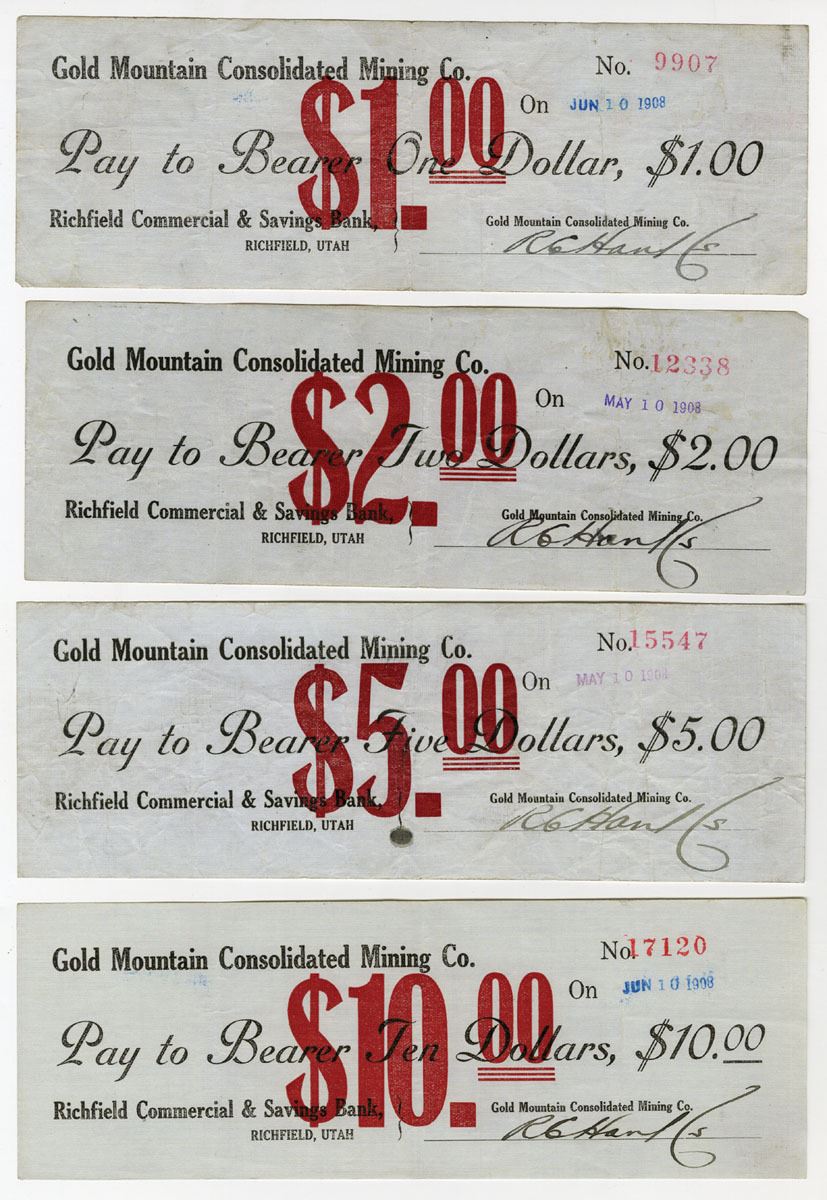 Gold Mountain Consolidated Mining Co. No. 9907
$1.00
On JUN 10 1908
Pay to Bearer One Dollar, $1.00
Richfield Commercial & Savings Bank, Gold Mountain Consolidated Mining Co.
RICHFIELD, UTAH
Gold Mountain Consolidated Mining Co. No. 12338
$2.00
On MAY 10 1908
Pay to Bearer Two Dollars, $2.00
Richfield Commercial & Savings Bank, Gold Mountain Consolidated Mining Co.
RICHFIELD, UTAH
Gold Mountain Consolidated Mining Co. No. 15547
$5.00
On MAY 10 1908
Pay to Bearer Five Dollars, $5.00
Richfield Commercial & Savings Bank, Gold Mountain Consolidated Mining Co.
RICHFIELD, UTAH
Gold Mountain Consolidated Mining Co. No. 17120
$10.00
On JUN 10 1908
Pay to Bearer Ten Dollars, $10.00
Richfield Commercial & Savings Bank, Gold Mountain Consolidated Mining Co.
RICHFIELD, UTAH